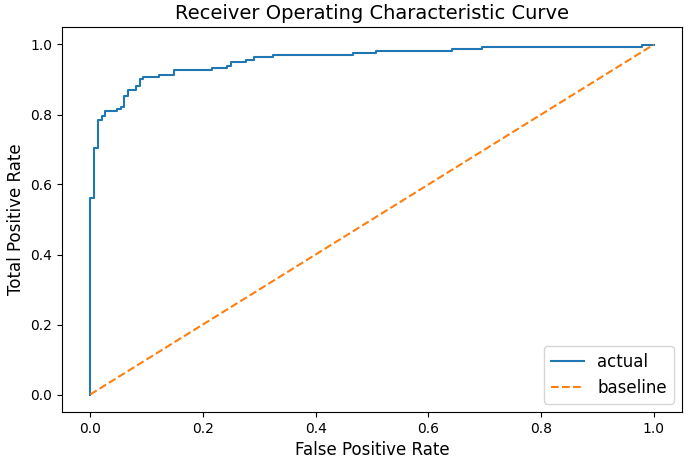 Receiver Operating Characteristic Curve
1.0
0.8
0.6
0.4
0.2
0.0
Total Positive Rate
0.0 0.2 0.4 0.6 0.8 1.0
False Positive Rate
actual
baseline